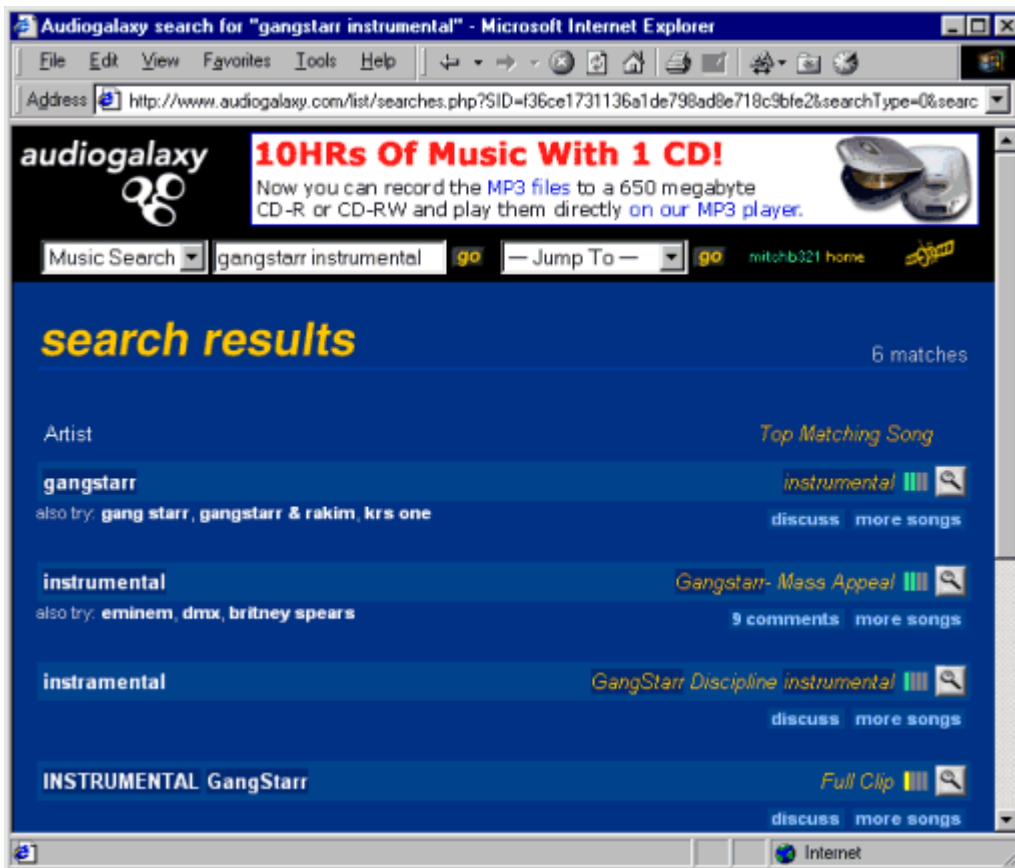 Audiogalaxy search for "gangstarr instrumental" - Microsoft Internet Explorer
File Edit View Favorites Tools Help
Address http://www.audiogalaxy.com/list/searches.php?SID=f36ce1731136a1de798ad8e718c9bfe2&searchType=0&searc
audiogalaxy
10HRs Of Music With 1 CD!
Now you can record the MP3 files to a 650 megabyte
CD-R or CD-RW and play them directly on our MP3 player.
Music Search gangstarr instrumental go — Jump To — go mitchb321 home
search results
6 matches
Artist Top Matching Song
gangstarr instrumental
also try: gang starr, gangstarr & rakim, krs one
discuss more songs
instrumental Gangstarr- Mass Appeal
also try: eminem, dmx, britney spears
9 comments more songs
instramental GangStarr Discipline instrumental
discuss more songs
INSTRUMENTAL GangStarr Full Clip
discuss more songs
Internet